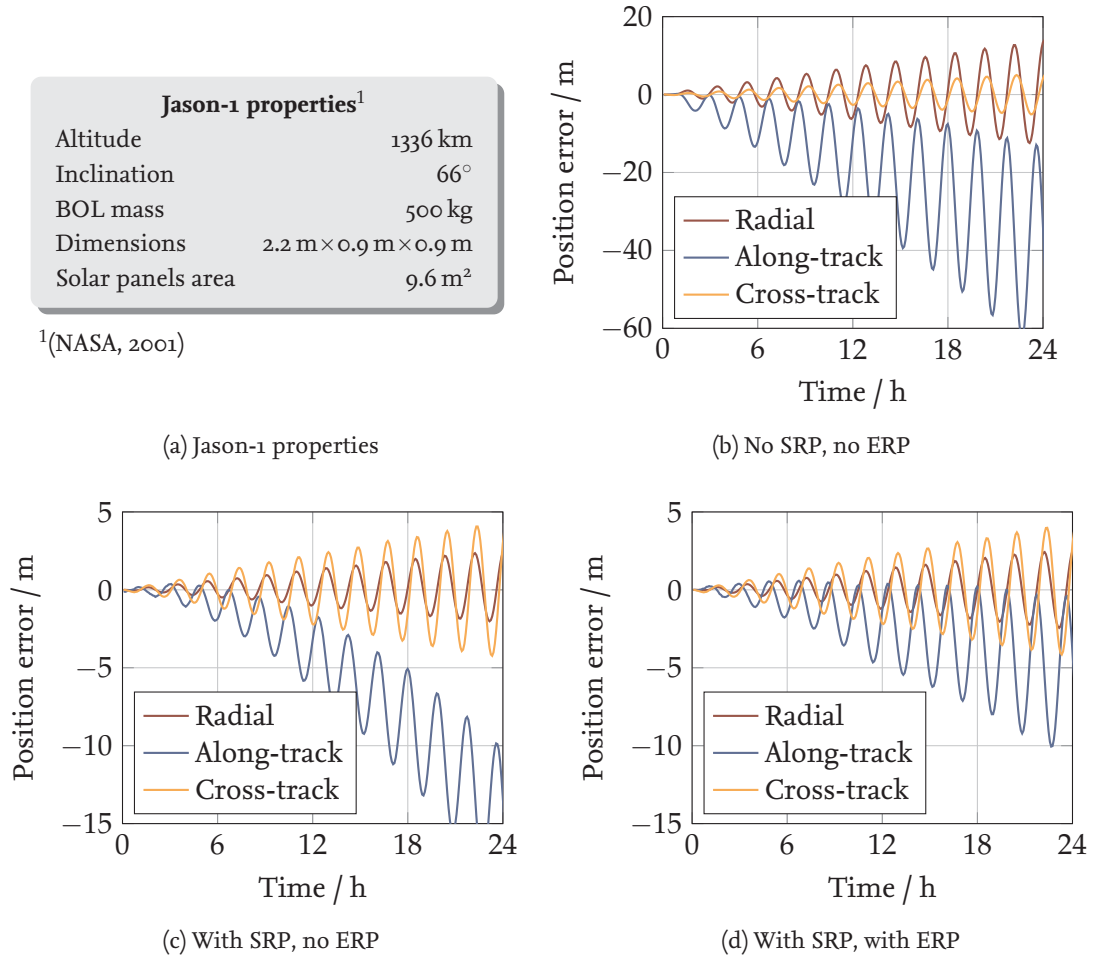 Jason-1 properties¹
Altitude 1336 km
Inclination 66°
BOL mass 500 kg
Dimensions 2.2 m×0.9 m×0.9 m
Solar panels area 9.6 m²
¹(NASA, 2001)
(a) Jason-1 properties
20
0
−20
−40
−60
Position error / m
Radial
Along-track
Cross-track
0 6 12 18 24
Time / h
(b) No SRP, no ERP
5
0
−5
−10
−15
Position error / m
Radial
Along-track
Cross-track
0 6 12 18 24
Time / h
(c) With SRP, no ERP
5
0
−5
−10
−15
Position error / m
Radial
Along-track
Cross-track
0 6 12 18 24
Time / h
(d) With SRP, with ERP